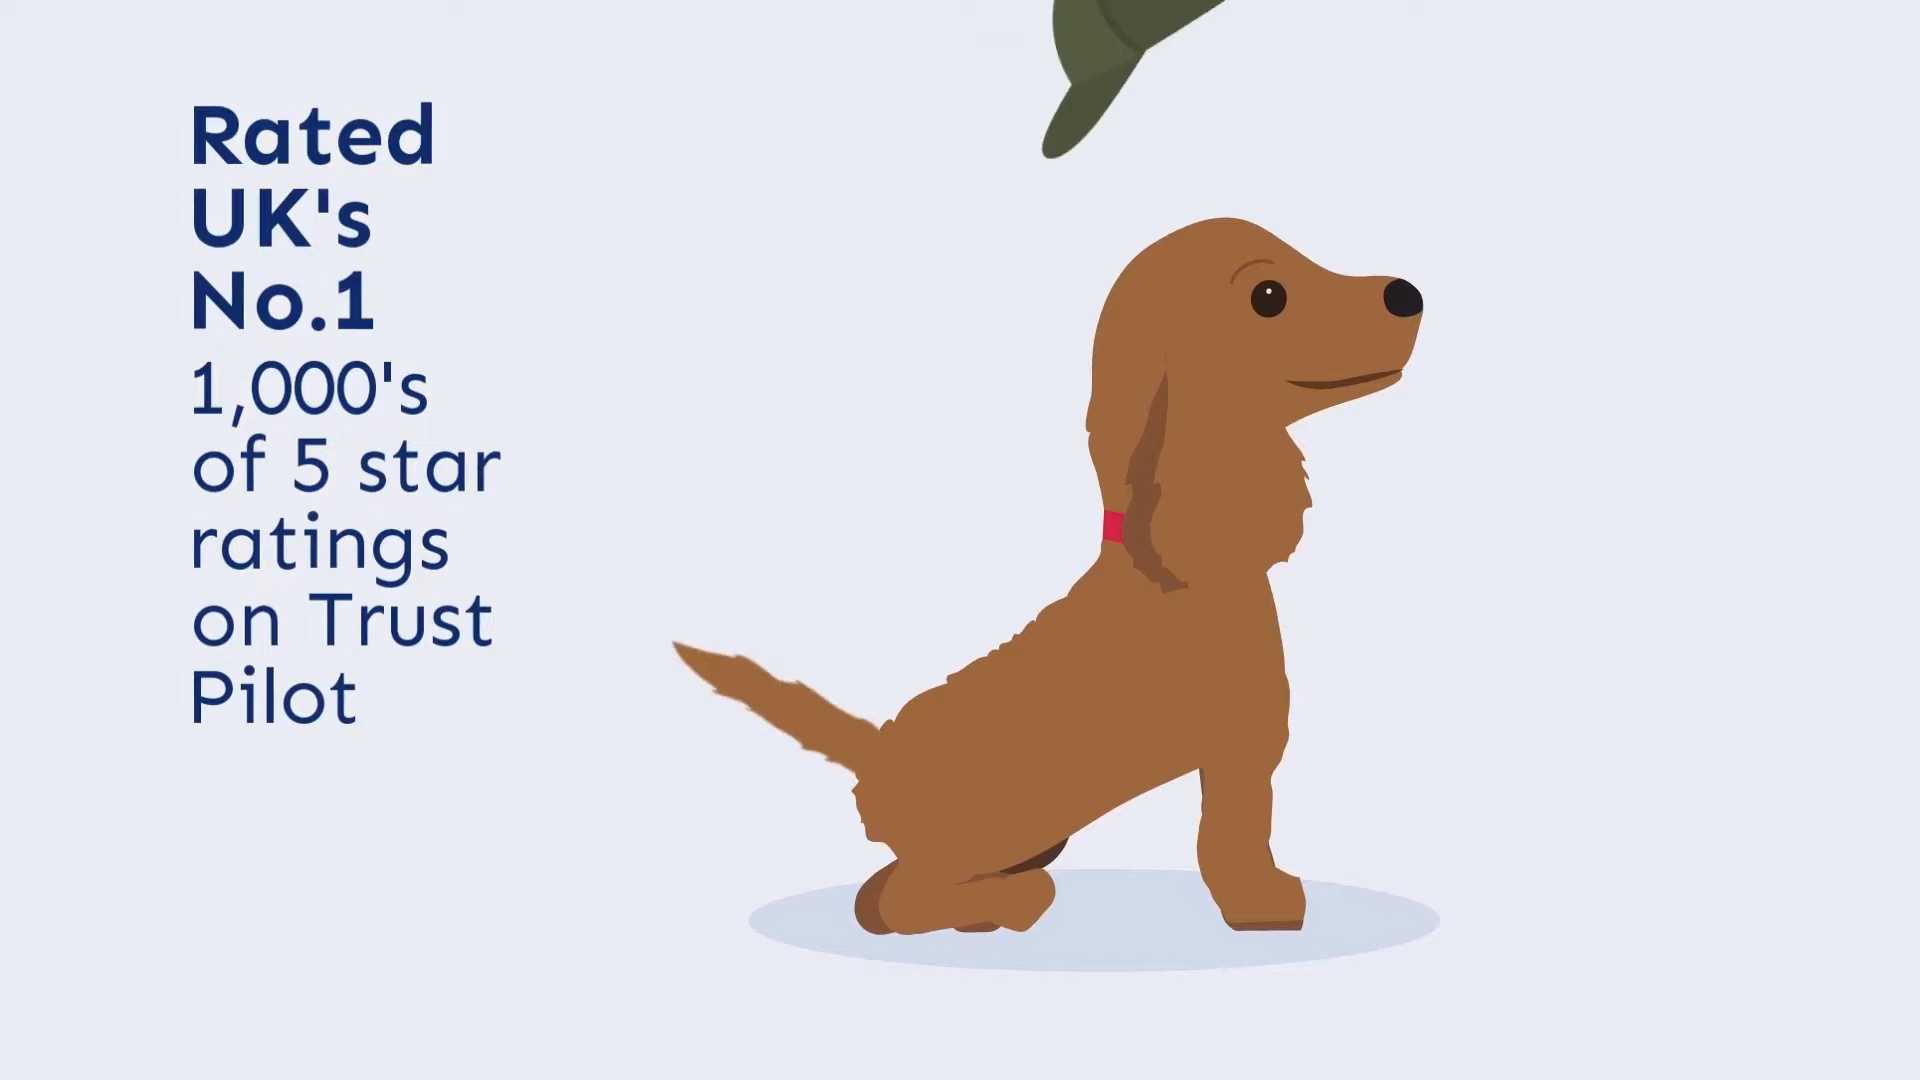 Rated
UK's
No.1
1,000's
of 5 star
ratings
on Trust
Pilot